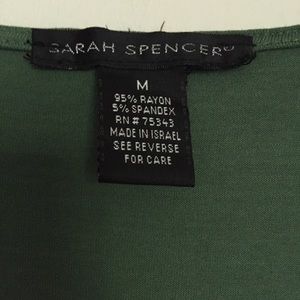 SARAH SPENCER®
M
95% RAYON
5% SPANDEX
RN# 75343
MADE IN ISRAEL
SEE REVERSE
FOR CARE